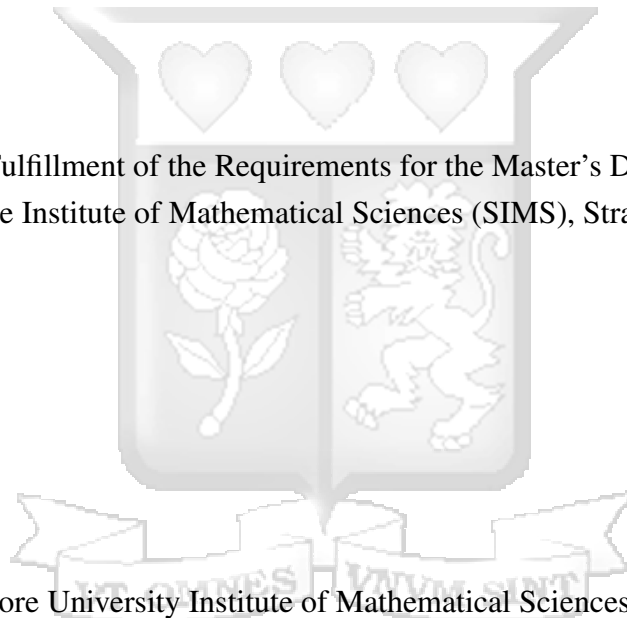 ulfillment of the Requirements for the Master's D
e Institute of Mathematical Sciences (SIMS), Stra
VT OMNES VNVM SINT
ore University Institute of Mathematical Sciences